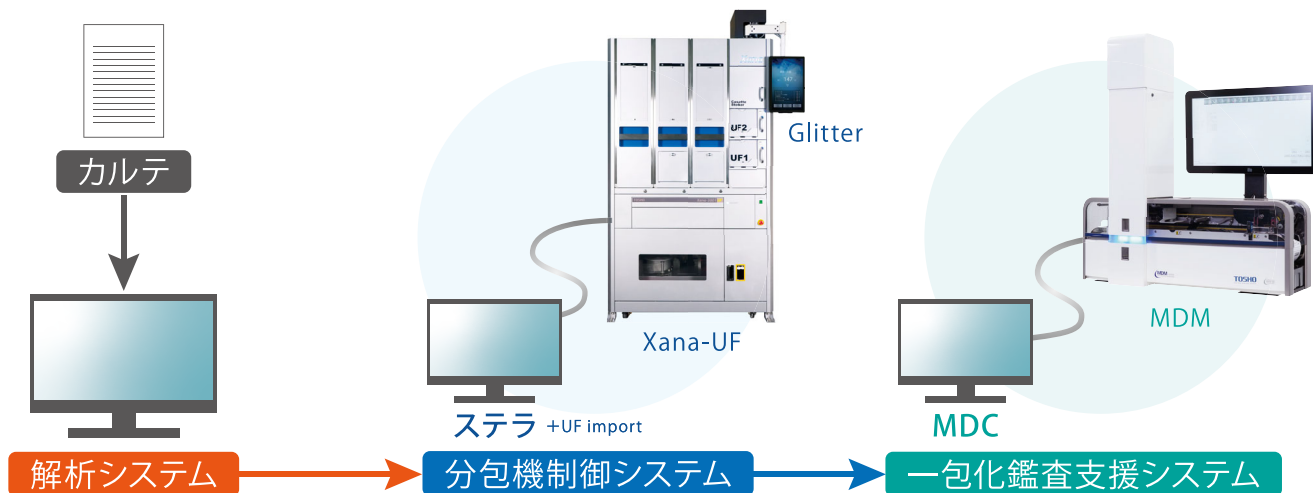 カルテ
解析システム
Cassette
UF2
UF1
Glitter
Xana-UF
ステラ +UF import
分包機制御システム
MDM
TOSHO
MDM
MDC
一包化鑑査支援システム